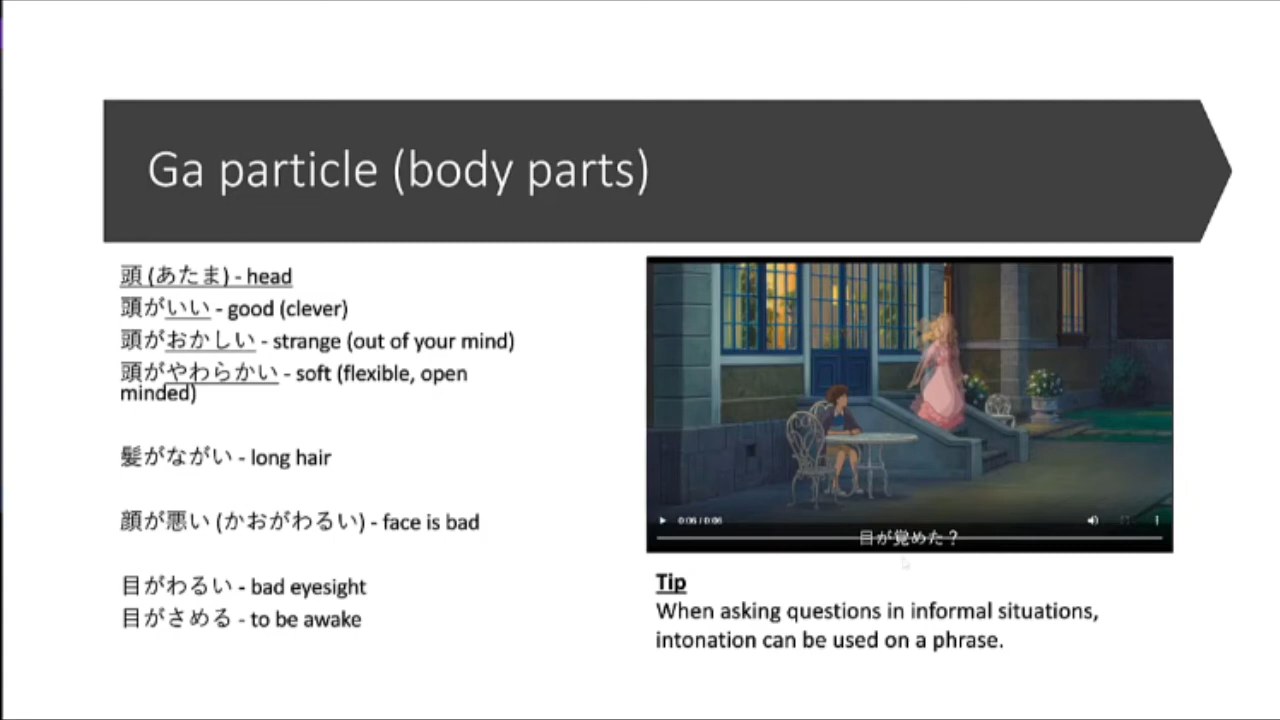 Ga particle (body parts)
頭 (あたま) - head
頭がいい - good (clever)
頭がおかしい - strange (out of your mind)
頭がやわらかい - soft (flexible, open
minded)
髪がながい - long hair
顔が悪い (かおがわるい) - face is bad
目がわるい - bad eyesight
目がさめる - to be awake
0:06 / 0:06
目が覚めた？
Tip
When asking questions in informal situations,
intonation can be used on a phrase.